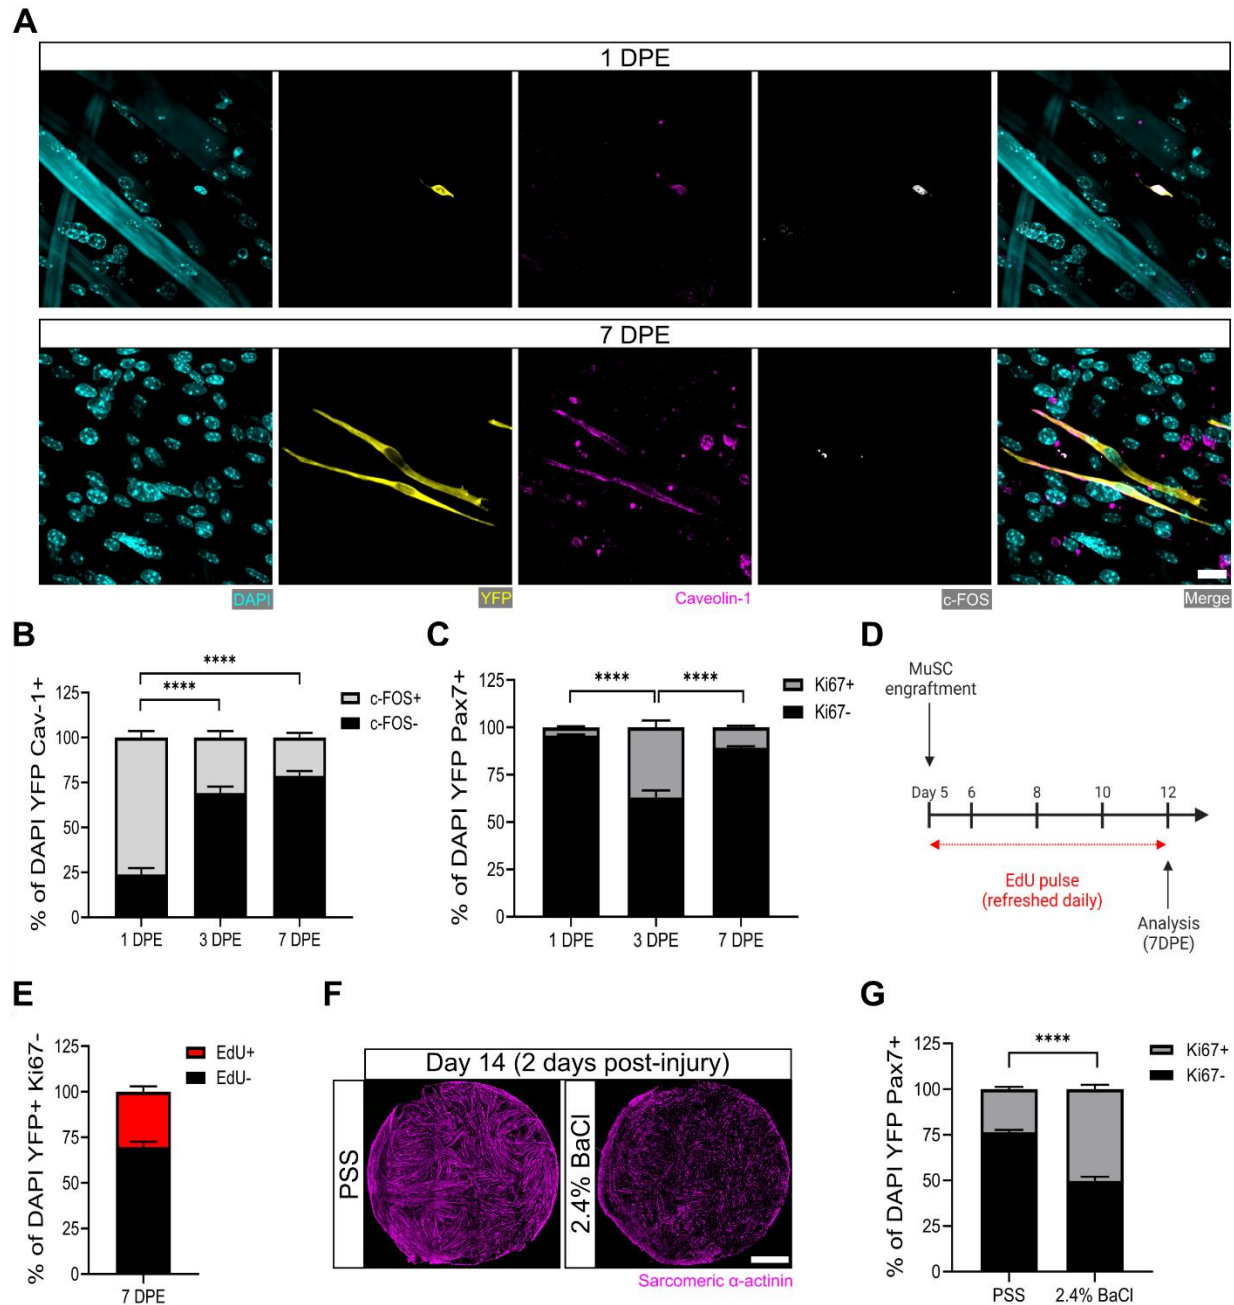 A
1 DPE
7 DPE
DAPI
YFP
Caveolin-1
c-FOS
Merge
B
% of DAPI YFP Cav-1+
125
100
75
50
25
0
****
****
c-FOS+
c-FOS-
1 DPE
3 DPE
7 DPE
C
% of DAPI YFP Pax7+
125
100
75
50
25
0
****
****
Ki67+
Ki67-
1 DPE
3 DPE
7 DPE
D
MuSC
engraftment
Day 5
6
8
10
12
EdU pulse
(refreshed daily)
Analysis
(7DPE)
E
% of DAPI YFP+ Ki67-
125
100
75
50
25
0
EdU+
EdU-
7 DPE
F
Day 14 (2 days post-injury)
PSS
2.4% BaCl
Sarcomeric α-actinin
G
% of DAPI YFP Pax7+
125
100
75
50
25
0
****
Ki67+
Ki67-
PSS
2.4% BaCl